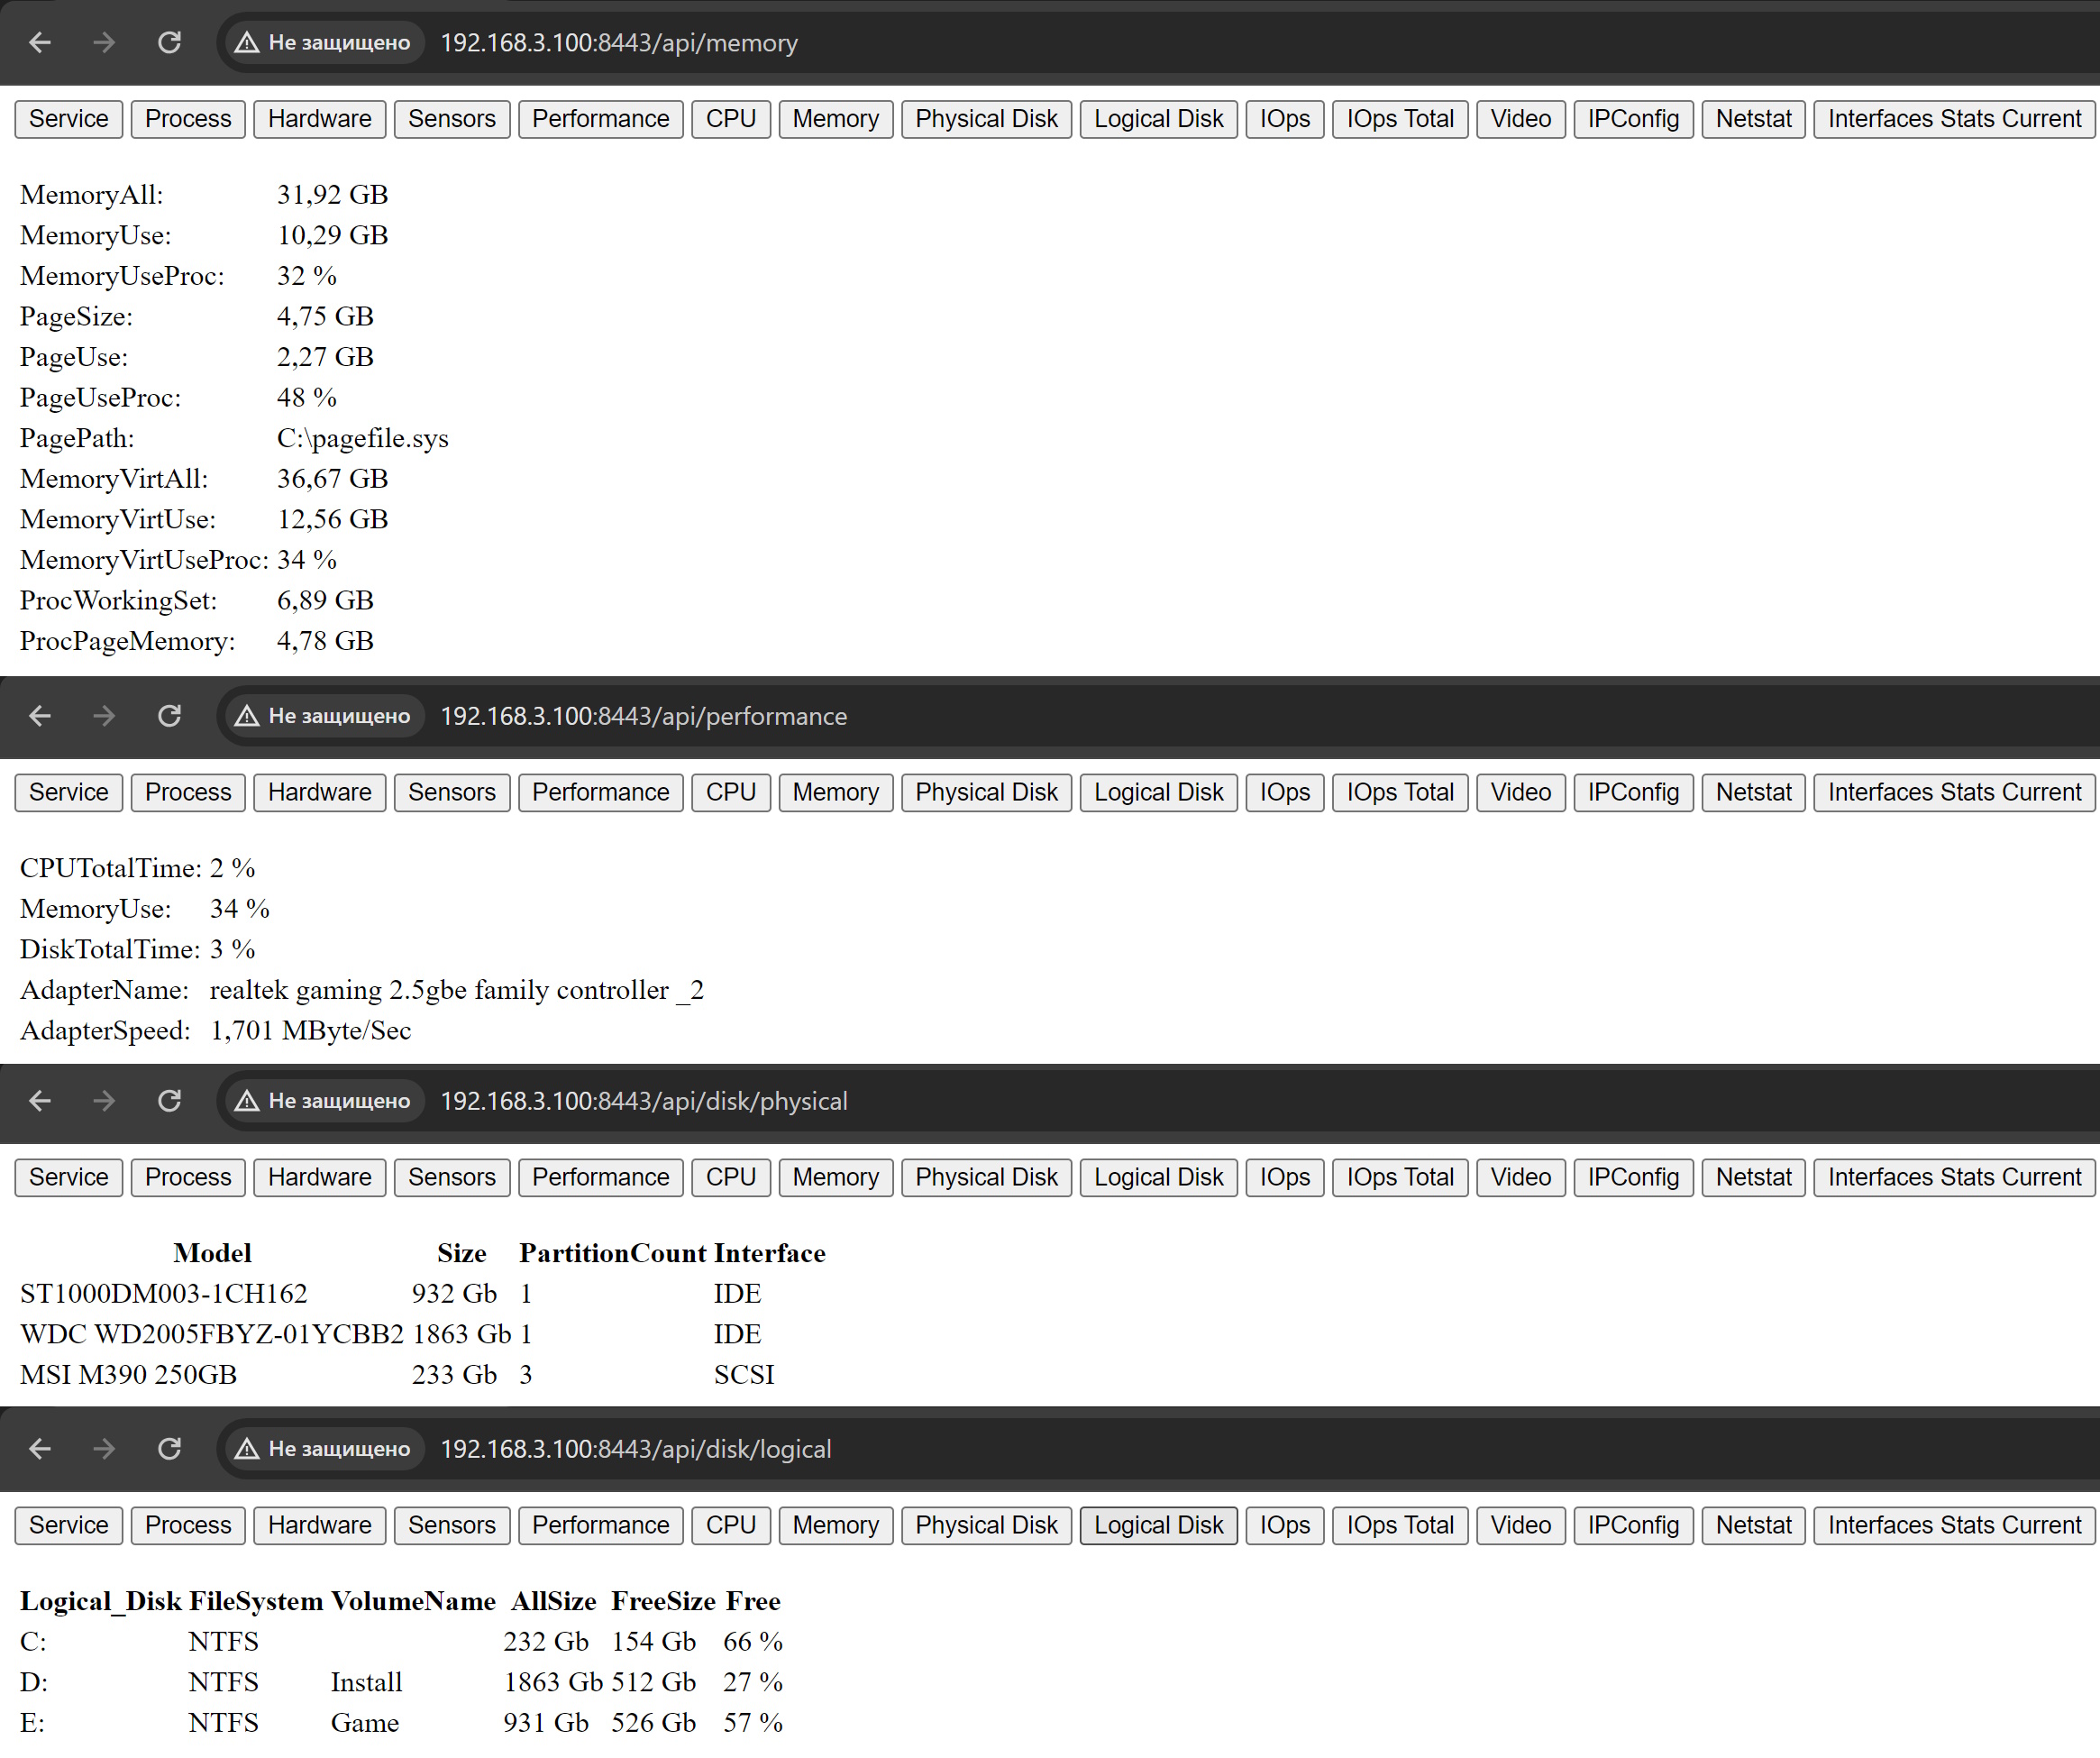 Не защищено 192.168.3.100:8443/api/memory
Service Process Hardware Sensors Performance CPU Memory Physical Disk Logical Disk IOps IOps Total Video IPConfig Netstat Interfaces Stats Current
MemoryAll: 31,92 GB
MemoryUse: 10,29 GB
MemoryUseProc: 32 %
PageSize: 4,75 GB
PageUse: 2,27 GB
PageUseProc: 48 %
PagePath: C:\pagefile.sys
MemoryVirtAll: 36,67 GB
MemoryVirtUse: 12,56 GB
MemoryVirtUseProc: 34 %
ProcWorkingSet: 6,89 GB
ProcPageMemory: 4,78 GB
Не защищено 192.168.3.100:8443/api/performance
Service Process Hardware Sensors Performance CPU Memory Physical Disk Logical Disk IOps IOps Total Video IPConfig Netstat Interfaces Stats Current
CPUTotalTime: 2 %
MemoryUse: 34 %
DiskTotalTime: 3 %
AdapterName: realtek gaming 2.5gbe family controller _2
AdapterSpeed: 1,701 MByte/Sec
Не защищено 192.168.3.100:8443/api/disk/physical
Service Process Hardware Sensors Performance CPU Memory Physical Disk Logical Disk IOps IOps Total Video IPConfig Netstat Interfaces Stats Current
Model Size PartitionCount Interface
ST1000DM003-1CH162 932 Gb 1 IDE
WDC WD2005FBYZ-01YCBB2 1863 Gb 1 IDE
MSI M390 250GB 233 Gb 3 SCSI
Не защищено 192.168.3.100:8443/api/disk/logical
Service Process Hardware Sensors Performance CPU Memory Physical Disk Logical Disk IOps IOps Total Video IPConfig Netstat Interfaces Stats Current
Logical_Disk FileSystem VolumeName AllSize FreeSize Free
C: NTFS 232 Gb 154 Gb 66 %
D: NTFS Install 1863 Gb 512 Gb 27 %
E: NTFS Game 931 Gb 526 Gb 57 %